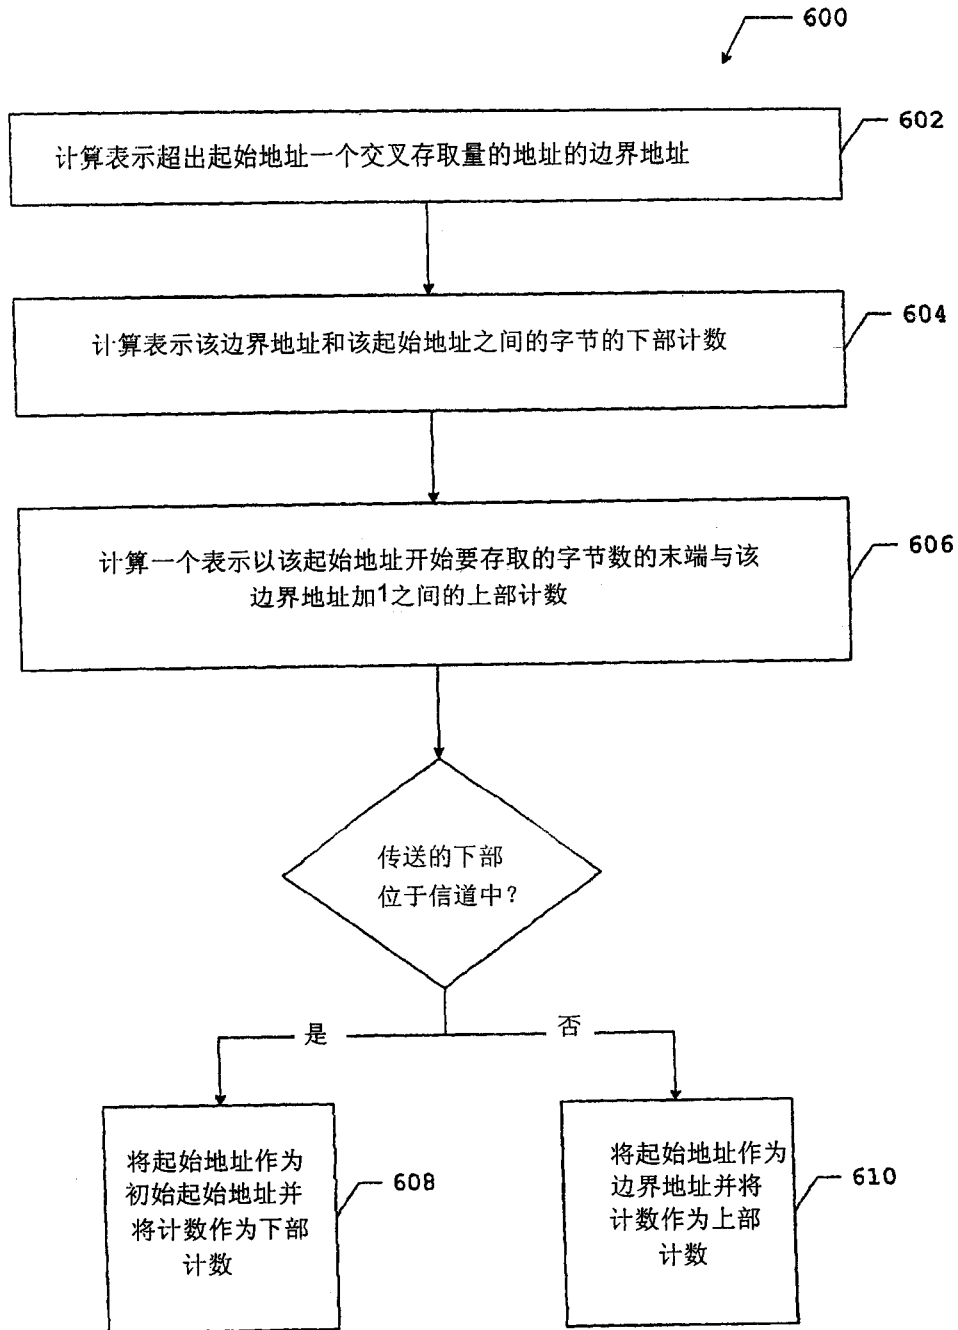 600
计算表示超出起始地址一个交叉存取量的地址的边界地址
602
计算表示该边界地址和该起始地址之间的字节的下部计数
604
计算一个表示以该起始地址开始要存取的字节数的末端与该
边界地址加1之间的上部计数
606
传送的下部
位于信道中?
是
否
将起始地址作为
初始起始地址并
将计数作为下部
计数
608
将起始地址作为
边界地址并将
计数作为上部
计数
610